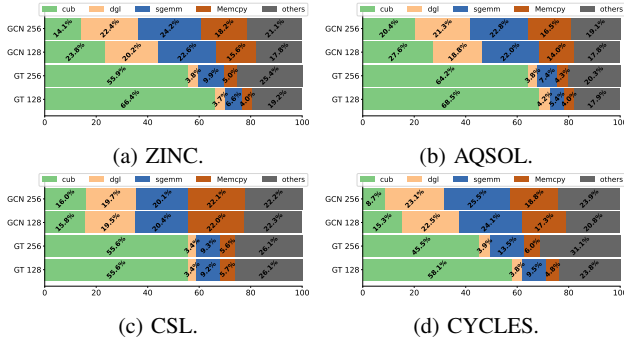 cub dgl sgemm Memcpy others
GCN 256 14.1% 22.4% 24.2% 18.2% 21.1%
GCN 128 23.8% 20.2% 22.6% 15.6% 17.8%
GT 256 55.9% 3.8% 9.9% 5.0% 25.4%
GT 128 66.4% 3.7% 6.6% 4.0% 19.2%
0 20 40 60 80 100
(a) ZINC.
cub dgl sgemm Memcpy others
GCN 256 20.4% 21.3% 22.8% 16.5% 19.1%
GCN 128 27.6% 18.8% 22.0% 14.0% 17.8%
GT 256 64.2% 3.8% 7.4% 4.3% 20.3%
GT 128 68.5% 4.2% 5.4% 4.0% 17.9%
0 20 40 60 80 100
(b) AQSOL.
cub dgl sgemm Memcpy others
GCN 256 16.0% 19.7% 20.1% 22.1% 22.2%
GCN 128 15.8% 19.5% 20.4% 22.0% 22.3%
GT 256 55.6% 3.4% 9.3% 5.6% 26.1%
GT 128 55.6% 3.4% 9.2% 5.7% 26.1%
0 20 40 60 80 100
(c) CSL.
cub dgl sgemm Memcpy others
GCN 256 8.7% 23.1% 25.5% 18.8% 23.9%
GCN 128 15.3% 22.5% 24.1% 17.3% 20.8%
GT 256 45.5% 3.9% 13.5% 6.0% 31.1%
GT 128 58.1% 3.8% 9.5% 4.8% 23.8%
0 20 40 60 80 100
(d) CYCLES.